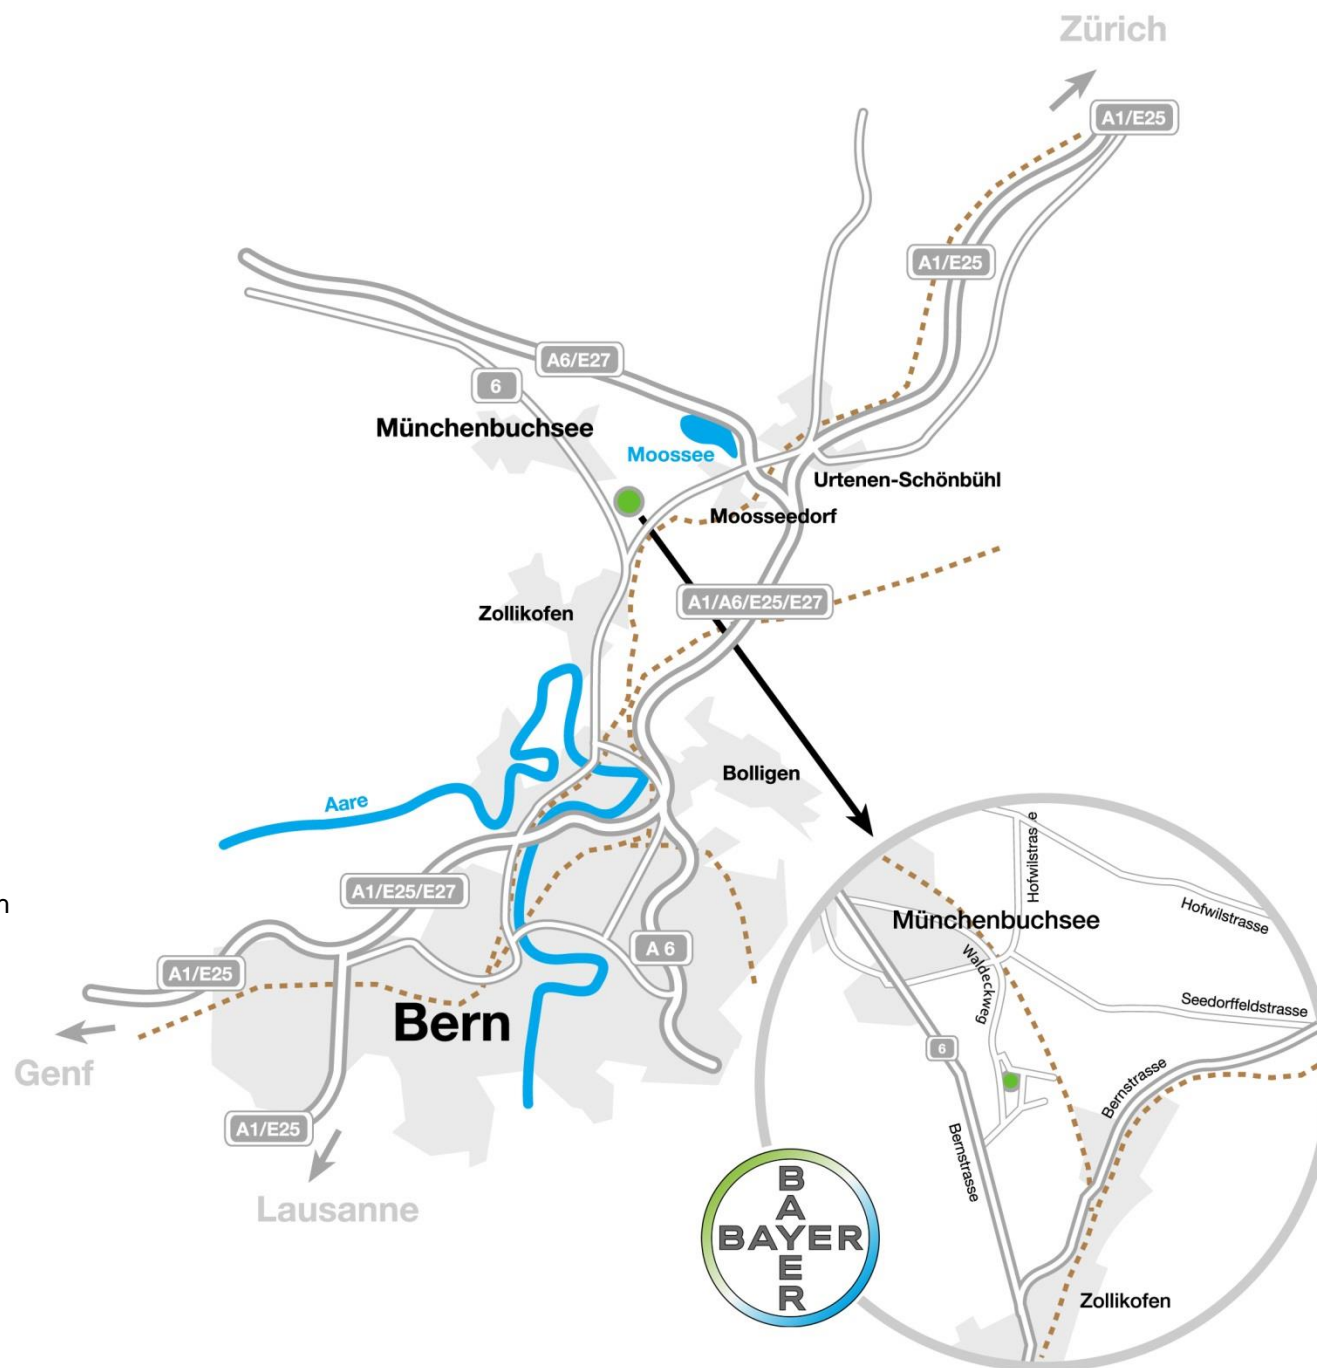 Zürich
A1/E25
A1/E25
A6/E27
6
Münchenbuchsee
Moossee
Urtenen-Schönbühl
Moosseedorf
A1/A6/E25/E27
Zollikofen
Bolligen
Aare
A1/E25/E27
n
A 6
A1/E25
Bern
Genf
A1/E25
Lausanne
Hofwilstrasse
Hofwilstrasse
Münchenbuchsee
Waldeckweg
Seedorffeldstrasse
6
Bernstrasse
Bernstrasse
BAYER
BAYER
Zollikofen